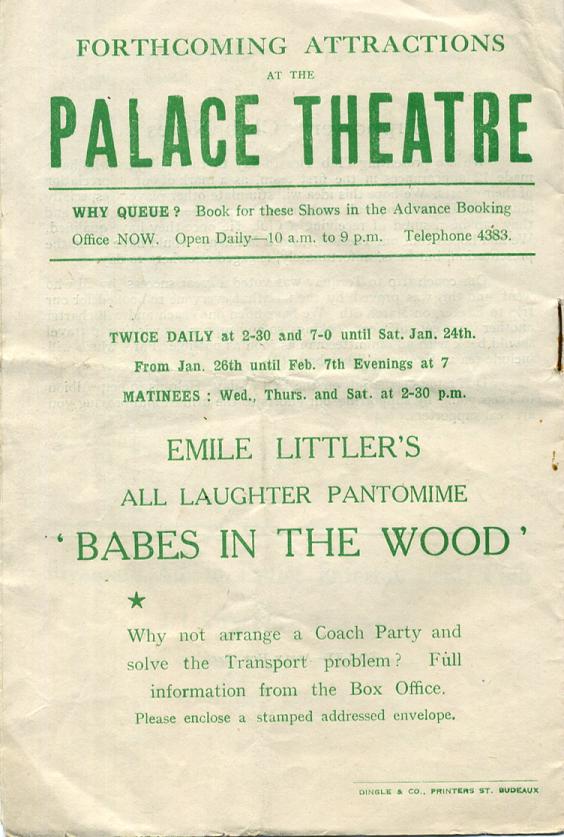 FORTHCOMING ATTRACTIONS
AT THE
PALACE THEATRE
WHY QUEUE? Book for these Shows in the Advance Booking
Office NOW. Open Daily—10 a.m. to 9 p.m. Telephone 4383.
TWICE DAILY at 2-30 and 7-0 until Sat. Jan. 24th.
From Jan. 26th until Feb. 7th Evenings at 7
MATINEES : Wed., Thurs. and Sat. at 2-30 p.m.
EMILE LITTLER'S
ALL LAUGHTER PANTOMIME
' BABES IN THE WOOD '
★
Why not arrange a Coach Party and
solve the Transport problem? Full
information from the Box Office.
Please enclose a stamped addressed envelope.
DINGLE & CO., PRINTERS ST. BUDEAUX